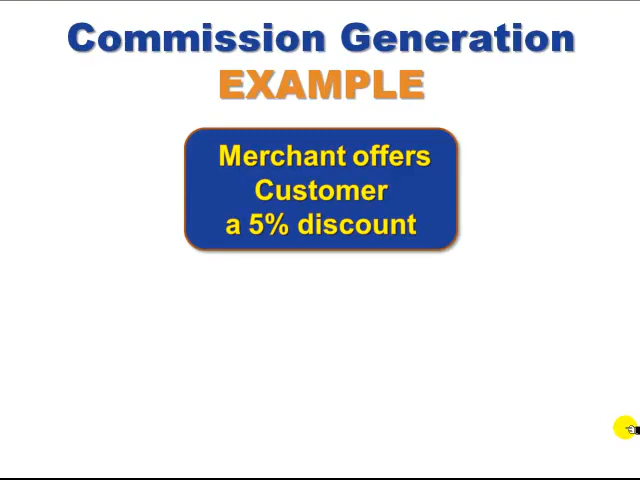 Commission Generation
EXAMPLE
Merchant offers
Customer
a 5% discount